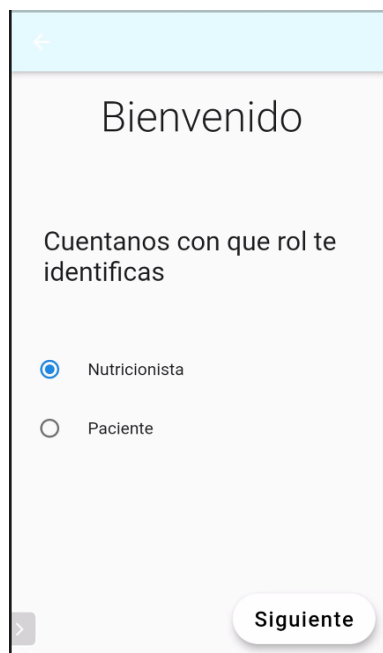 Bienvenido
Cuentanos con que rol te
identificas
Nutricionista
Paciente
Siguiente